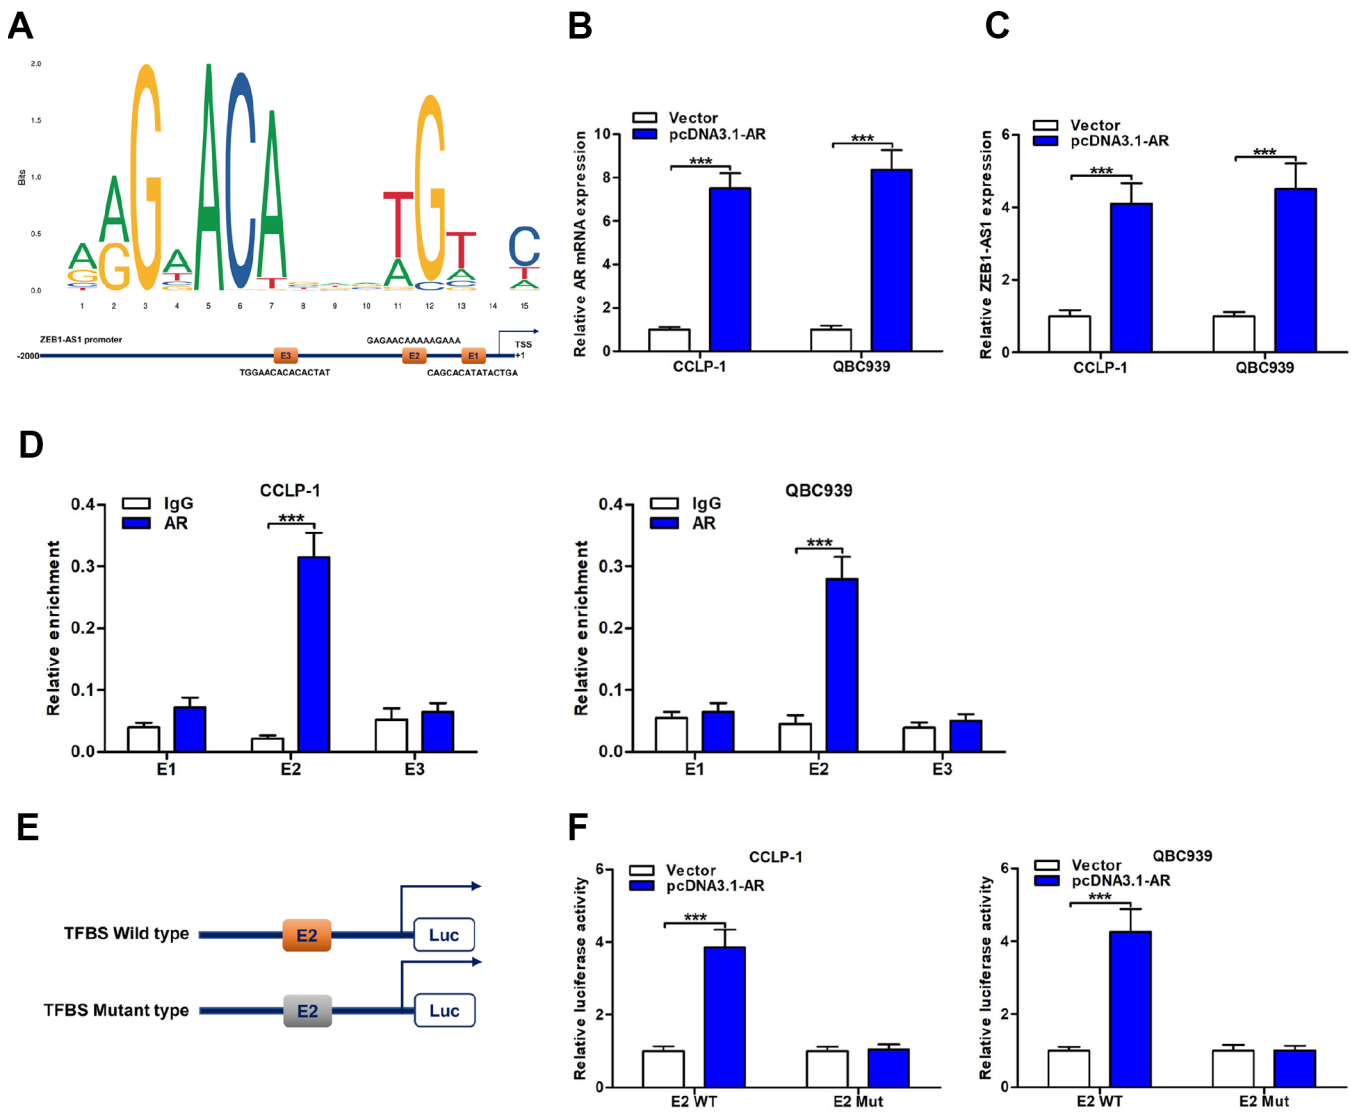 A
2.0
1.5
1.0
0.5
0.0
Bits
1 2 3 4 5 6 7 8 9 10 11 12 13 14 15
ZEB1-AS1 promoter
GAGAACAAAAAGAAA
TSS
-2000
E3
E2
E1
+1
TGGAACACACACTAT
CAGCACATATACTGA
B
Vector
pcDNA3.1-AR
Relative AR mRNA expression
10
8
6
4
2
0
***
***
CCLP-1
QBC939
C
Vector
pcDNA3.1-AR
Relative ZEB1-AS1 expression
6
4
2
0
***
***
CCLP-1
QBC939
D
CCLP-1
IgG
AR
Relative enrichment
0.4
0.3
0.2
0.1
0.0
***
E1
E2
E3
QBC939
IgG
AR
Relative enrichment
0.4
0.3
0.2
0.1
0.0
***
E1
E2
E3
E
TFBS Wild type
E2
Luc
TFBS Mutant type
E2
Luc
F
CCLP-1
Vector
pcDNA3.1-AR
Relative luciferase activity
6
4
2
0
***
E2 WT
E2 Mut
QBC939
Vector
pcDNA3.1-AR
Relative luciferase activity
6
4
2
0
***
E2 WT
E2 Mut